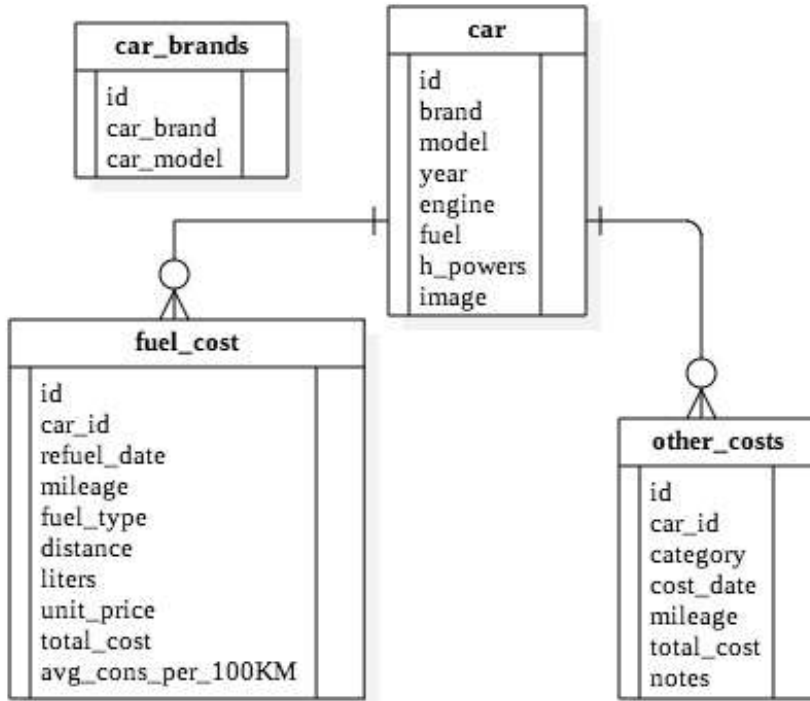 car_brands
id
car_brand
car_model
car
id
brand
model
year
engine
fuel
h_powers
image
fuel_cost
id
car_id
refuel_date
mileage
fuel_type
distance
liters
unit_price
total_cost
avg_cons_per_100KM
other_costs
id
car_id
category
cost_date
mileage
total_cost
notes